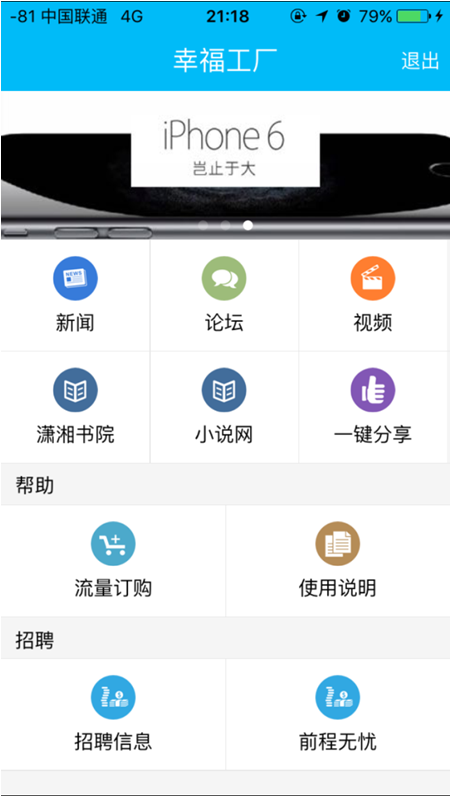 -81 中国联通 4G 21:18 79%
幸福工厂 退出
iPhone 6
岂止于大
NEWS
新闻 论坛 视频
潇湘书院 小说网 一键分享
帮助
流量订购 使用说明
招聘
招聘信息 前程无忧